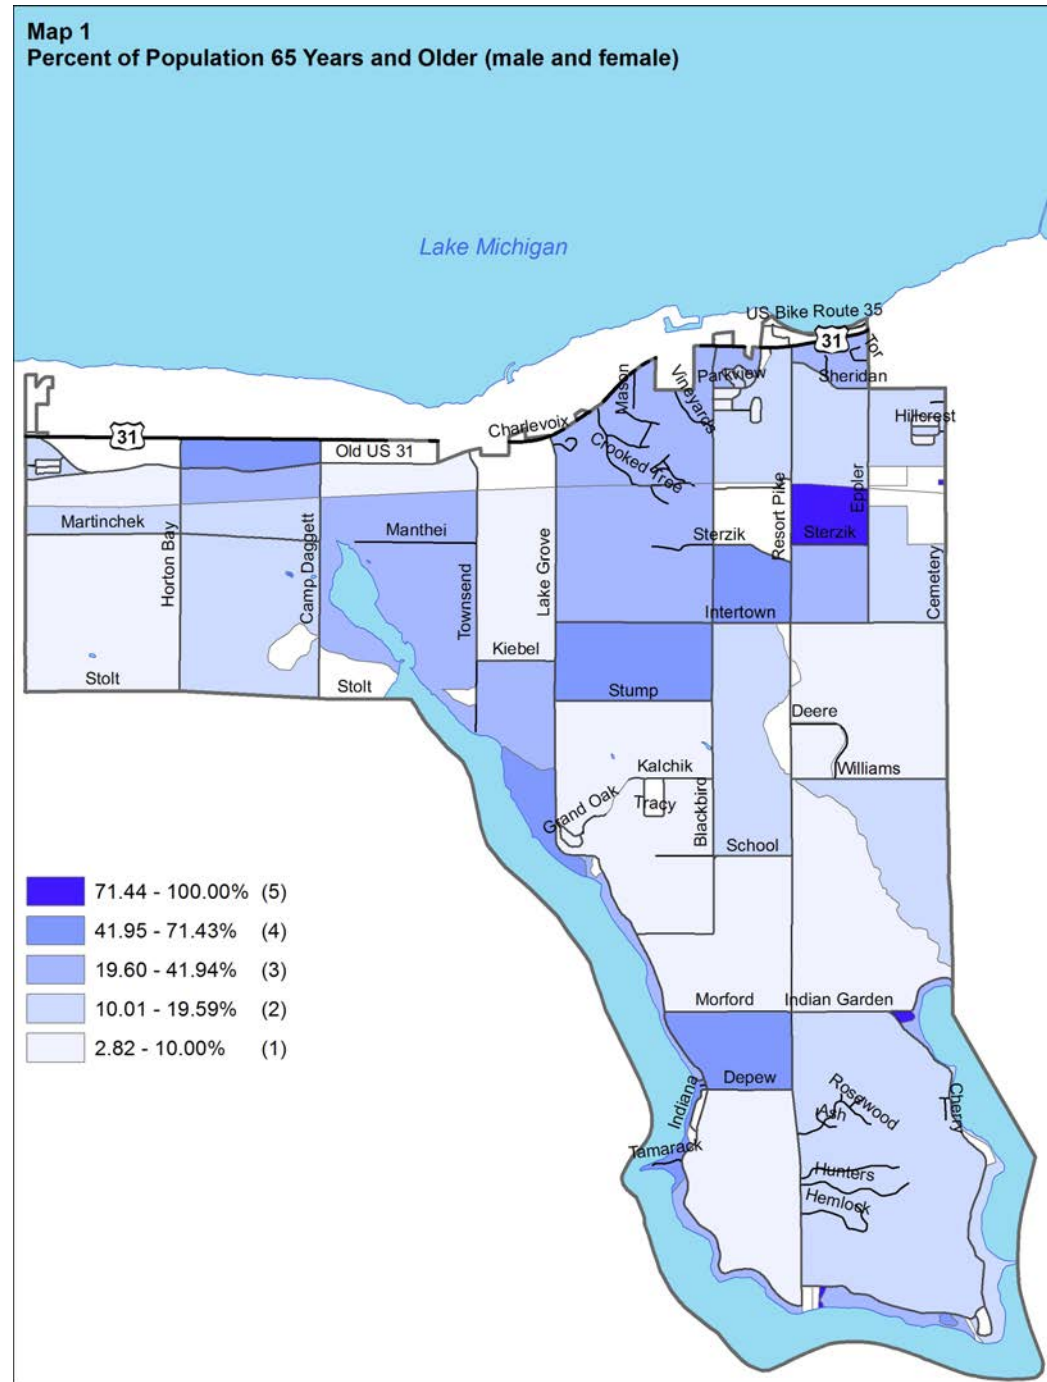 Map 1
Percent of Population 65 Years and Older (male and female)
Lake Michigan
US Bike Route 35
31
Tor
Mason
Vineyards
Parkview
Sheridan
Charlevoix
Hillcrest
31
Old US 31
Crooked Tree
Resort Pike
Eppler
Martinchek
Manthei
Sterzik
Sterzik
Horton Bay
Camp Daggett
Townsend
Lake Grove
Cemetery
Intertown
Kiebel
Stolt
Stolt
Stump
Deere
Kalchik
Williams
Grand Oak
Tracy
Blackbird
School
71.44 - 100.00% (5)
41.95 - 71.43% (4)
19.60 - 41.94% (3)
10.01 - 19.59% (2)
2.82 - 10.00% (1)
Morford
Indian Garden
Depew
Indiana
Rosewood
Ash
Cherry
Tamarack
Hunters
Hemlock